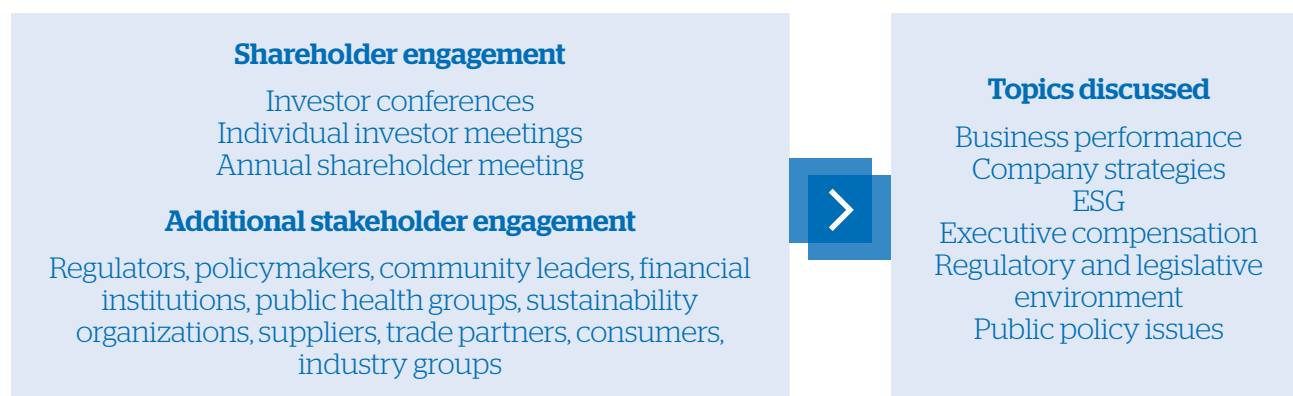 Shareholder engagement
Investor conferences
Individual investor meetings
Annual shareholder meeting
Additional stakeholder engagement
Regulators, policymakers, community leaders, financial
institutions, public health groups, sustainability
organizations, suppliers, trade partners, consumers,
industry groups
Topics discussed
Business performance
Company strategies
ESG
Executive compensation
Regulatory and legislative
environment
Public policy issues